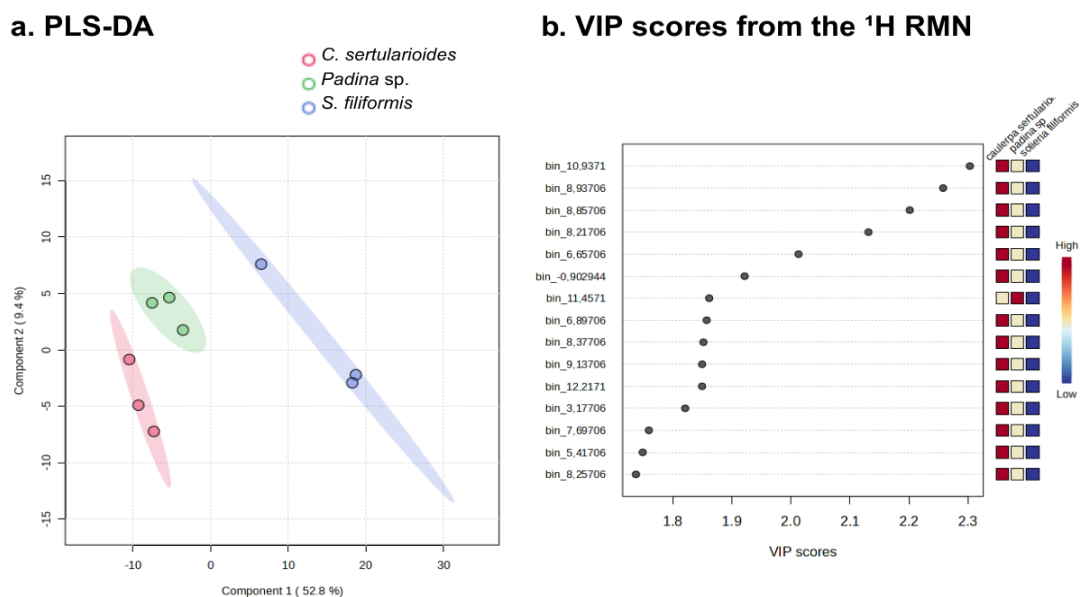 a. PLS-DA
C. sertularioides
Padina sp.
S. filiformis
15
10
5
0
-5
-10
-15
Component 2 ( 9.4 %)
-10
0
10
20
30
Component 1 ( 52.8 %)
b. VIP scores from the ¹H RMN
caulerpa sertularioi
padina sp
solieria filiformis
bin_10,9371
bin_8,93706
bin_8,85706
bin_8,21706
bin_6,65706
bin_-0,902944
bin_11,4571
bin_6,89706
bin_8,37706
bin_9,13706
bin_12,2171
bin_3,17706
bin_7,69706
bin_5,41706
bin_8,25706
1.8
1.9
2.0
2.1
2.2
2.3
VIP scores
High
Low